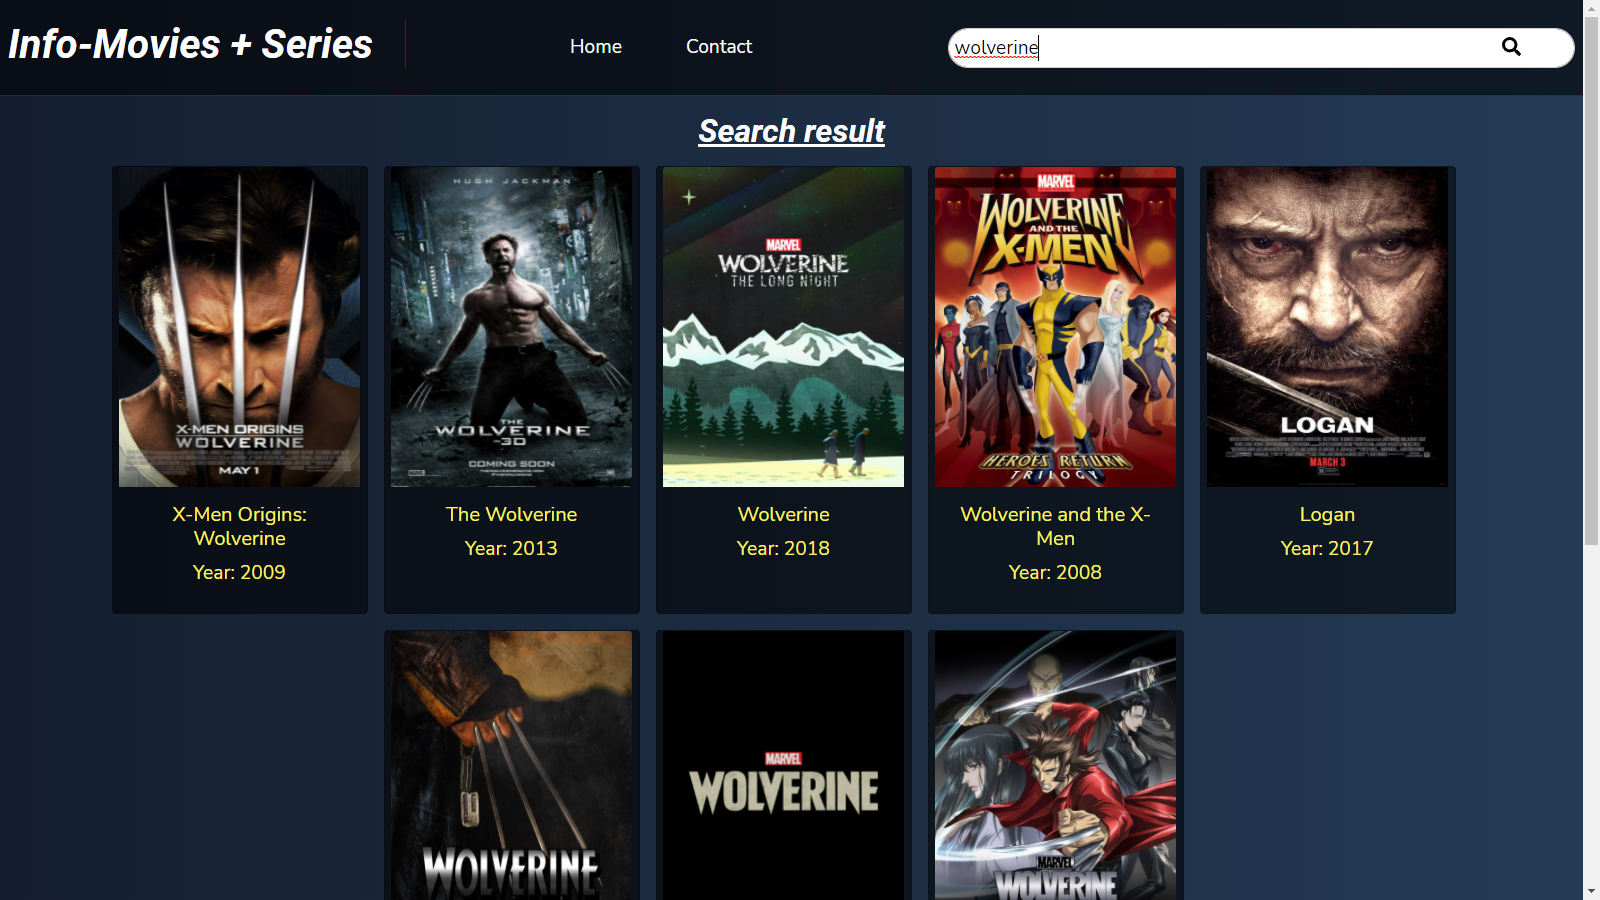 Info-Movies + Series
Home
Contact
wolverine
Search result
X-MEN ORIGINS
WOLVERINE
MAY 1
HUGH JACKMAN
THE
WOLVERINE
3D
COMING SOON
MARVEL
WOLVERINE
THE LONG NIGHT
MARVEL
WOLVERINE
AND THE
X-MEN
HEROES RETURN
TRILOGY
LOGAN
MARCH 3
X-Men Origins:
Wolverine
Year: 2009
The Wolverine
Year: 2013
Wolverine
Year: 2018
Wolverine and the X-
Men
Year: 2008
Logan
Year: 2017
WOLVERINE
MARVEL
WOLVERINE
MARVEL
WOLVERINE